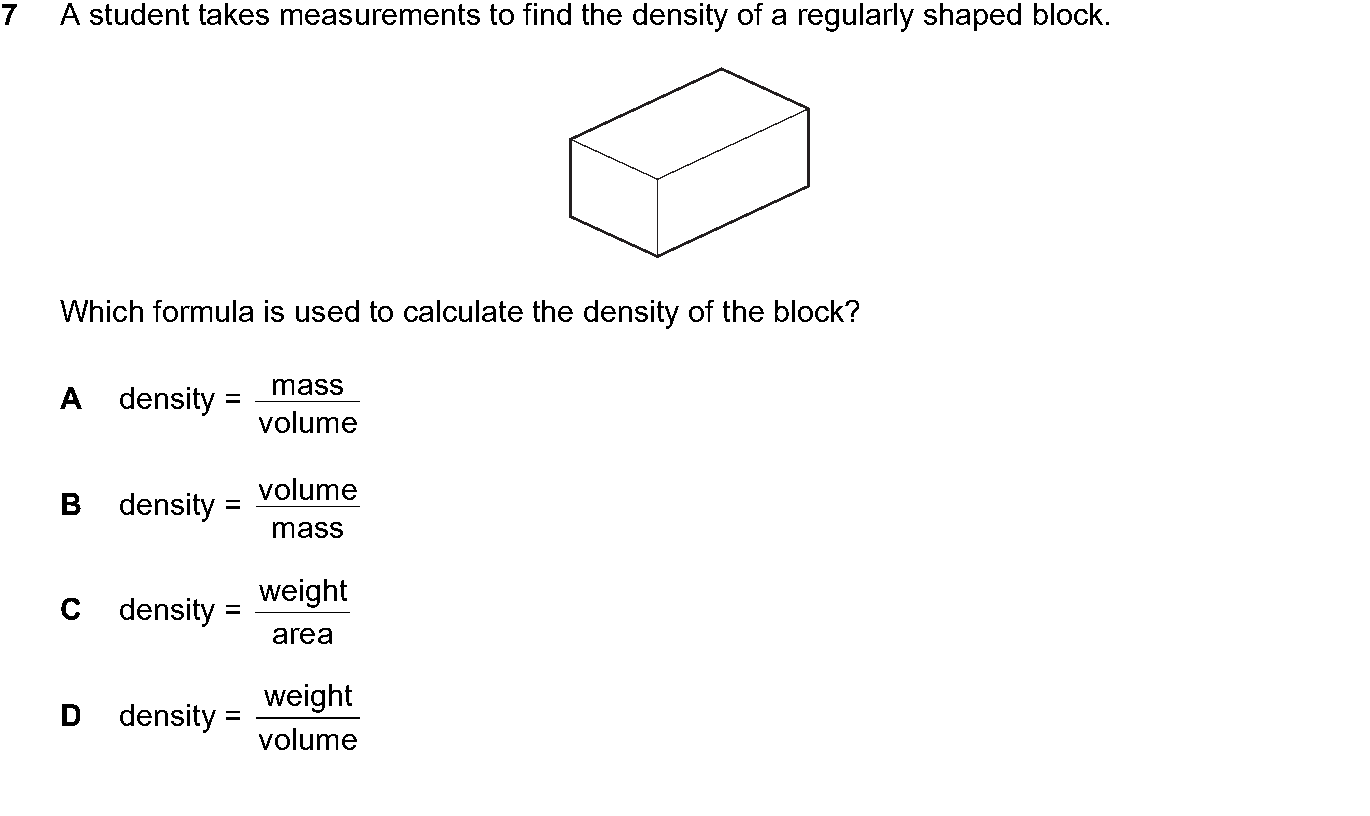 7 A student takes measurements to find the density of a regularly shaped block.
Which formula is used to calculate the density of the block?
A density = mass / volume
B density = volume / mass
C density = weight / area
D density = weight / volume